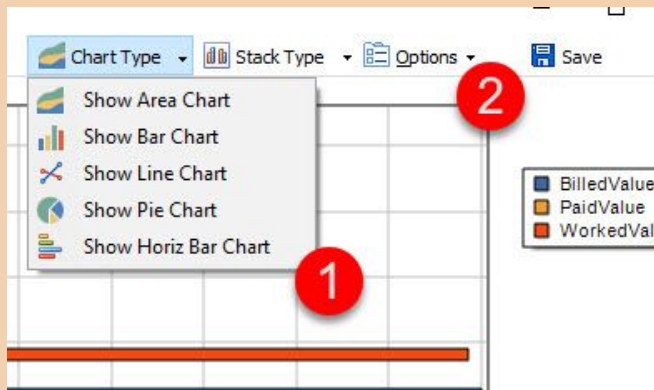 Chart Type Stack Type Options Save
Show Area Chart
Show Bar Chart
Show Line Chart
Show Pie Chart
Show Horiz Bar Chart
1
2
BilledValue
PaidValue
WorkedVal